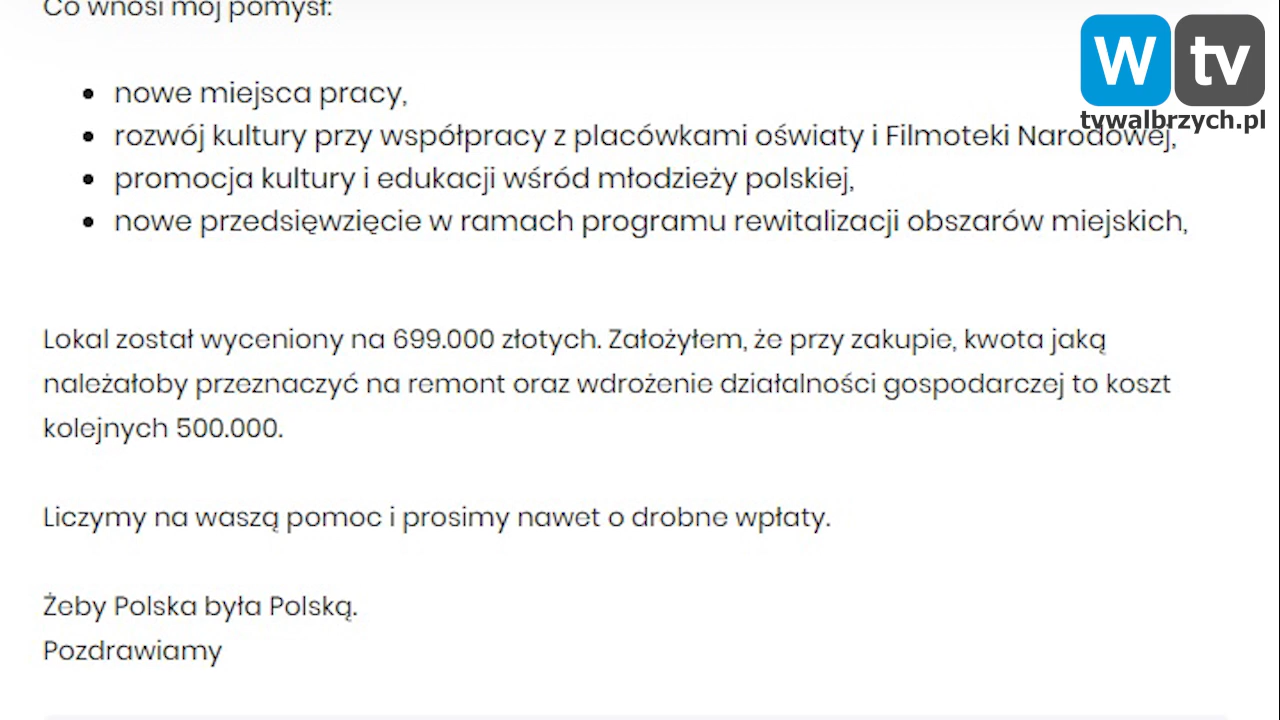 Co wnosi mój pomysł:
W tv
tvwalbrzych.pl
nowe miejsca pracy,
rozwój kultury przy współpracy z placówkami oświaty i Filmoteki Narodowej,
promocja kultury i edukacji wśród młodzieży polskiej,
nowe przedsięwzięcie w ramach programu rewitalizacji obszarów miejskich,
Lokal został wyceniony na 699.000 złotych. Założyłem, że przy zakupie, kwota jaką
należałoby przeznaczyć na remont oraz wdrożenie działalności gospodarczej to koszt
kolejnych 500.000.
Liczymy na waszą pomoc i prosimy nawet o drobne wpłaty.
Żeby Polska była Polską.
Pozdrawiamy